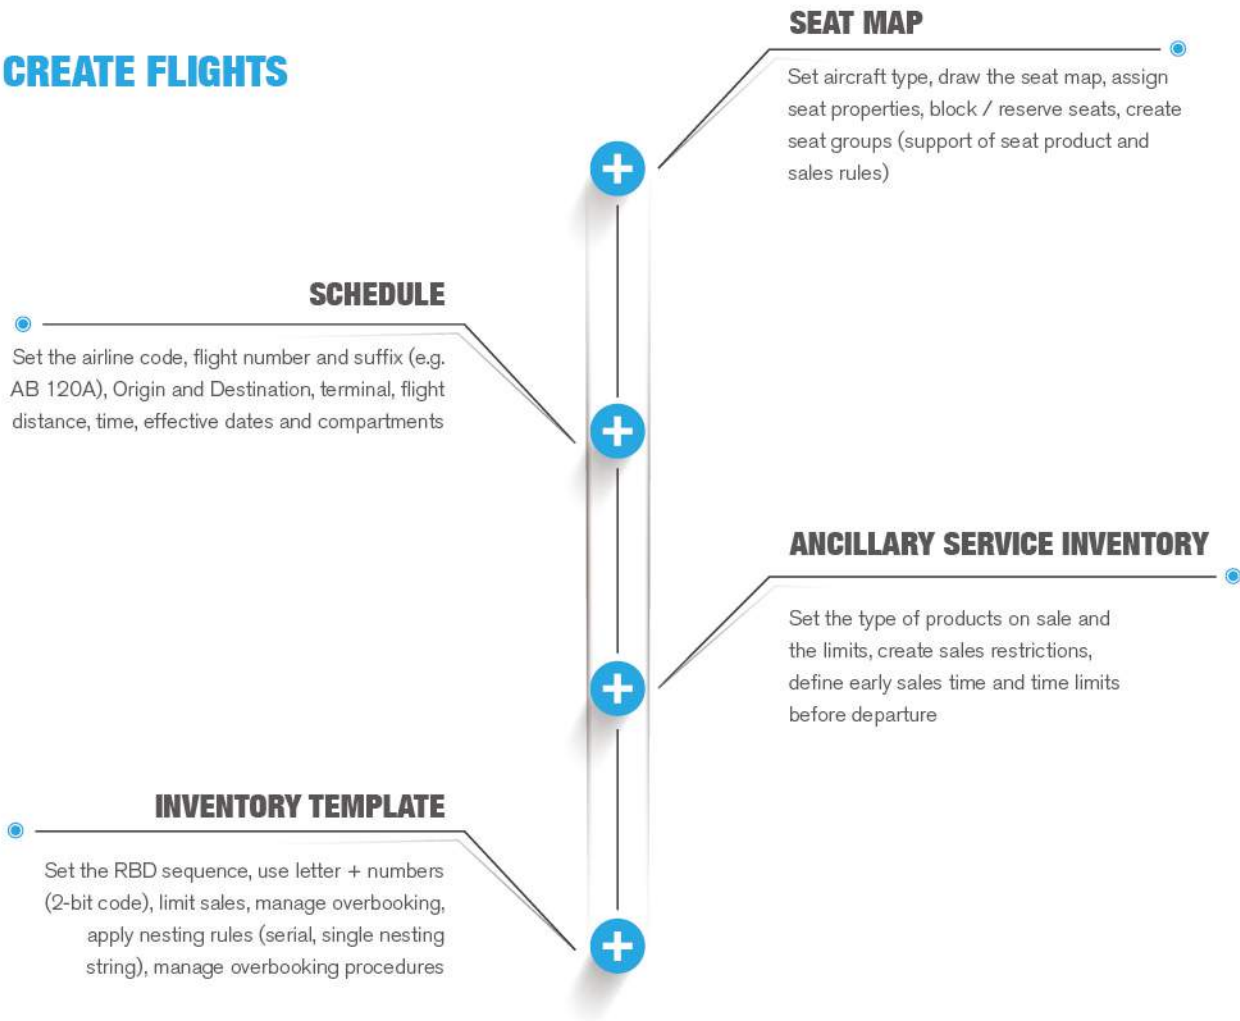 CREATE FLIGHTS
SEAT MAP
Set aircraft type, draw the seat map, assign
seat properties, block / reserve seats, create
seat groups (support of seat product and
sales rules)
SCHEDULE
Set the airline code, flight number and suffix (e.g.
AB 120A), Origin and Destination, terminal, flight
distance, time, effective dates and compartments
ANCILLARY SERVICE INVENTORY
Set the type of products on sale and
the limits, create sales restrictions,
define early sales time and time limits
before departure
INVENTORY TEMPLATE
Set the RBD sequence, use letter + numbers
(2-bit code), limit sales, manage overbooking,
apply nesting rules (serial, single nesting
string), manage overbooking procedures